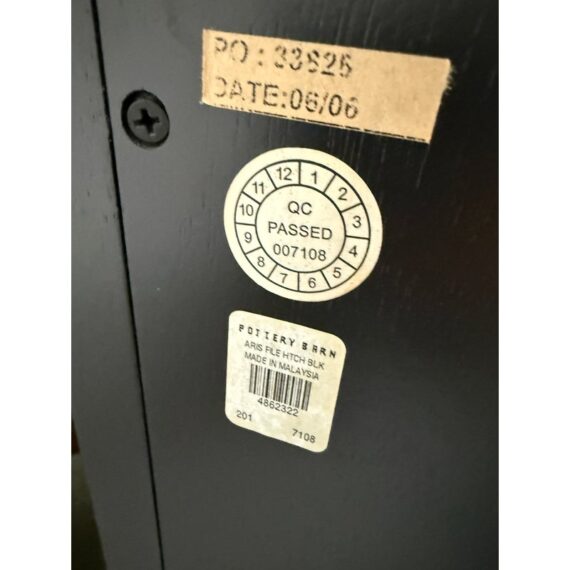 PO: 33825
DATE:06/06
12 1 2 3 4 5 6 7 8 9 10 11
QC
PASSED
007108
POTTERY BARN
ARIS FILE HTCH BLK
MADE IN MALAYSIA
4862322
201 7108